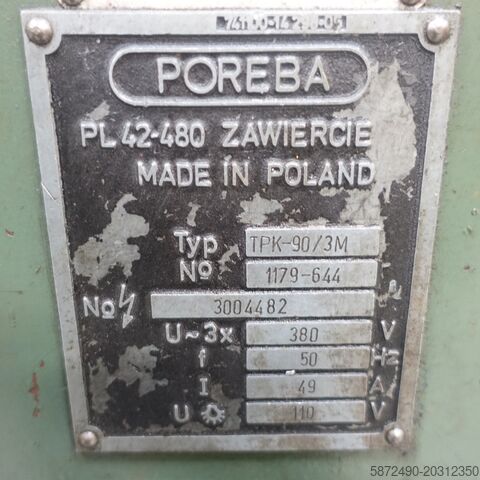 PORĘBA
PL 42-480 ZAWIERCIE
MADE IN POLAND
Typ TPK-90/3M
No 1179-644
No 3004482
U~3x 380 V
f 50 Hz
I 49 A
U 110 V
5872490-20312350